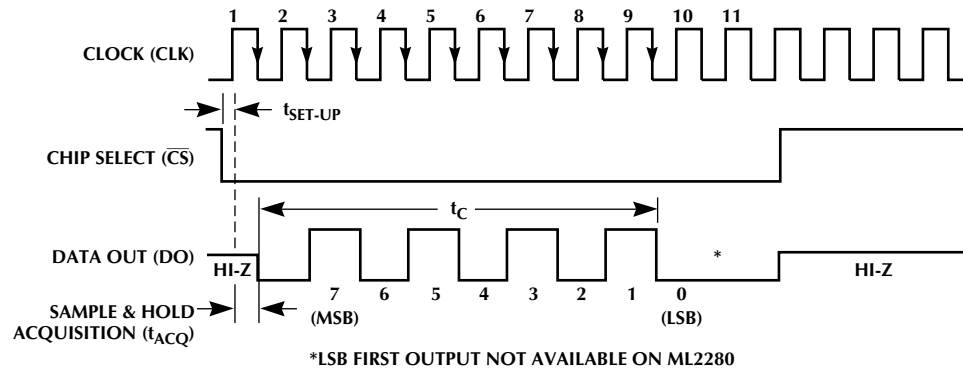 1 2 3 4 5 6 7 8 9 10 11
CLOCK (CLK)
tSET-UP
CHIP SELECT (C̅S̅)
tC
DATA OUT (DO)
HI-Z * HI-Z
7 6 5 4 3 2 1 0
(MSB) (LSB)
SAMPLE & HOLD
ACQUISITION (tACQ)
*LSB FIRST OUTPUT NOT AVAILABLE ON ML2280